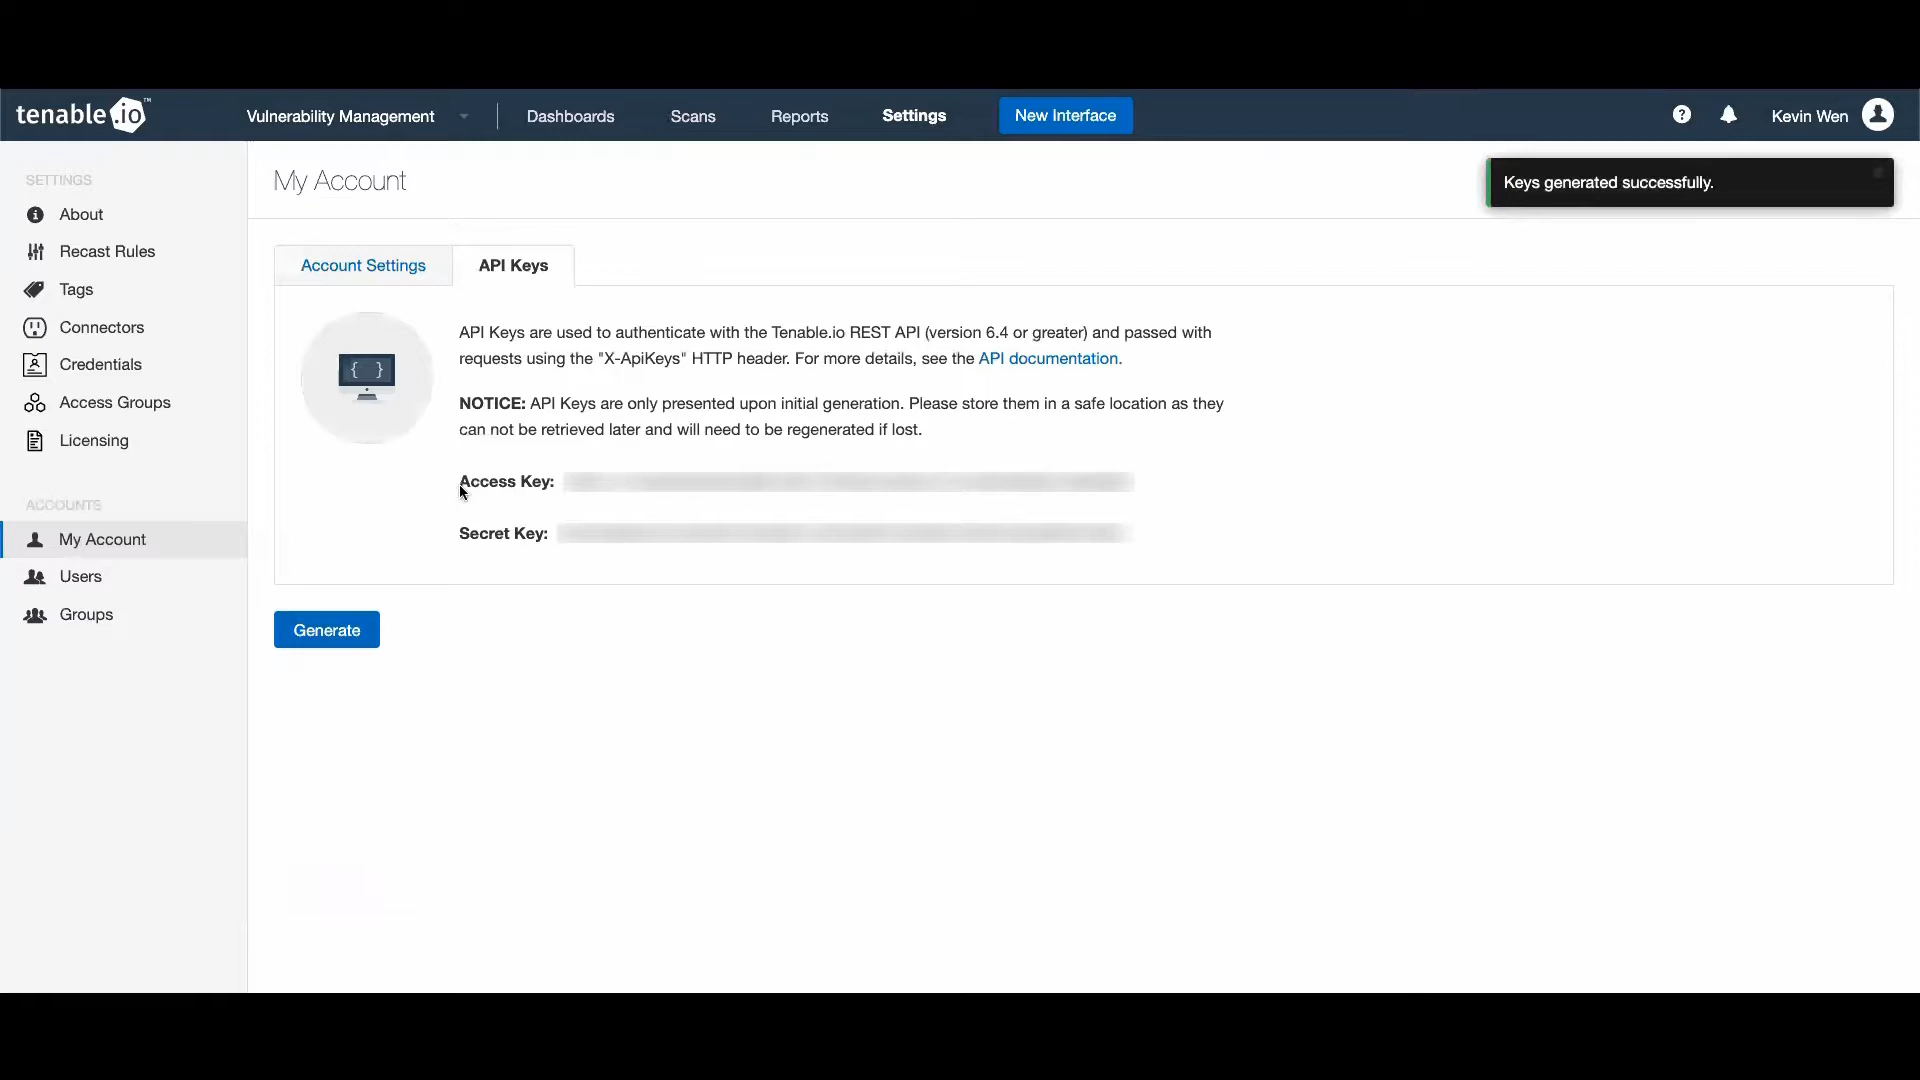 tenable.io™
Vulnerability Management
Dashboards
Scans
Reports
Settings
New Interface
?
Kevin Wen
SETTINGS
About
Recast Rules
Tags
Connectors
Credentials
Access Groups
Licensing
ACCOUNTS
My Account
Users
Groups
My Account
Keys generated successfully.
Account Settings
API Keys
{ }
API Keys are used to authenticate with the Tenable.io REST API (version 6.4 or greater) and passed with
requests using the "X-ApiKeys" HTTP header. For more details, see the API documentation.
NOTICE: API Keys are only presented upon initial generation. Please store them in a safe location as they
can not be retrieved later and will need to be regenerated if lost.
Access Key:
Secret Key:
Generate